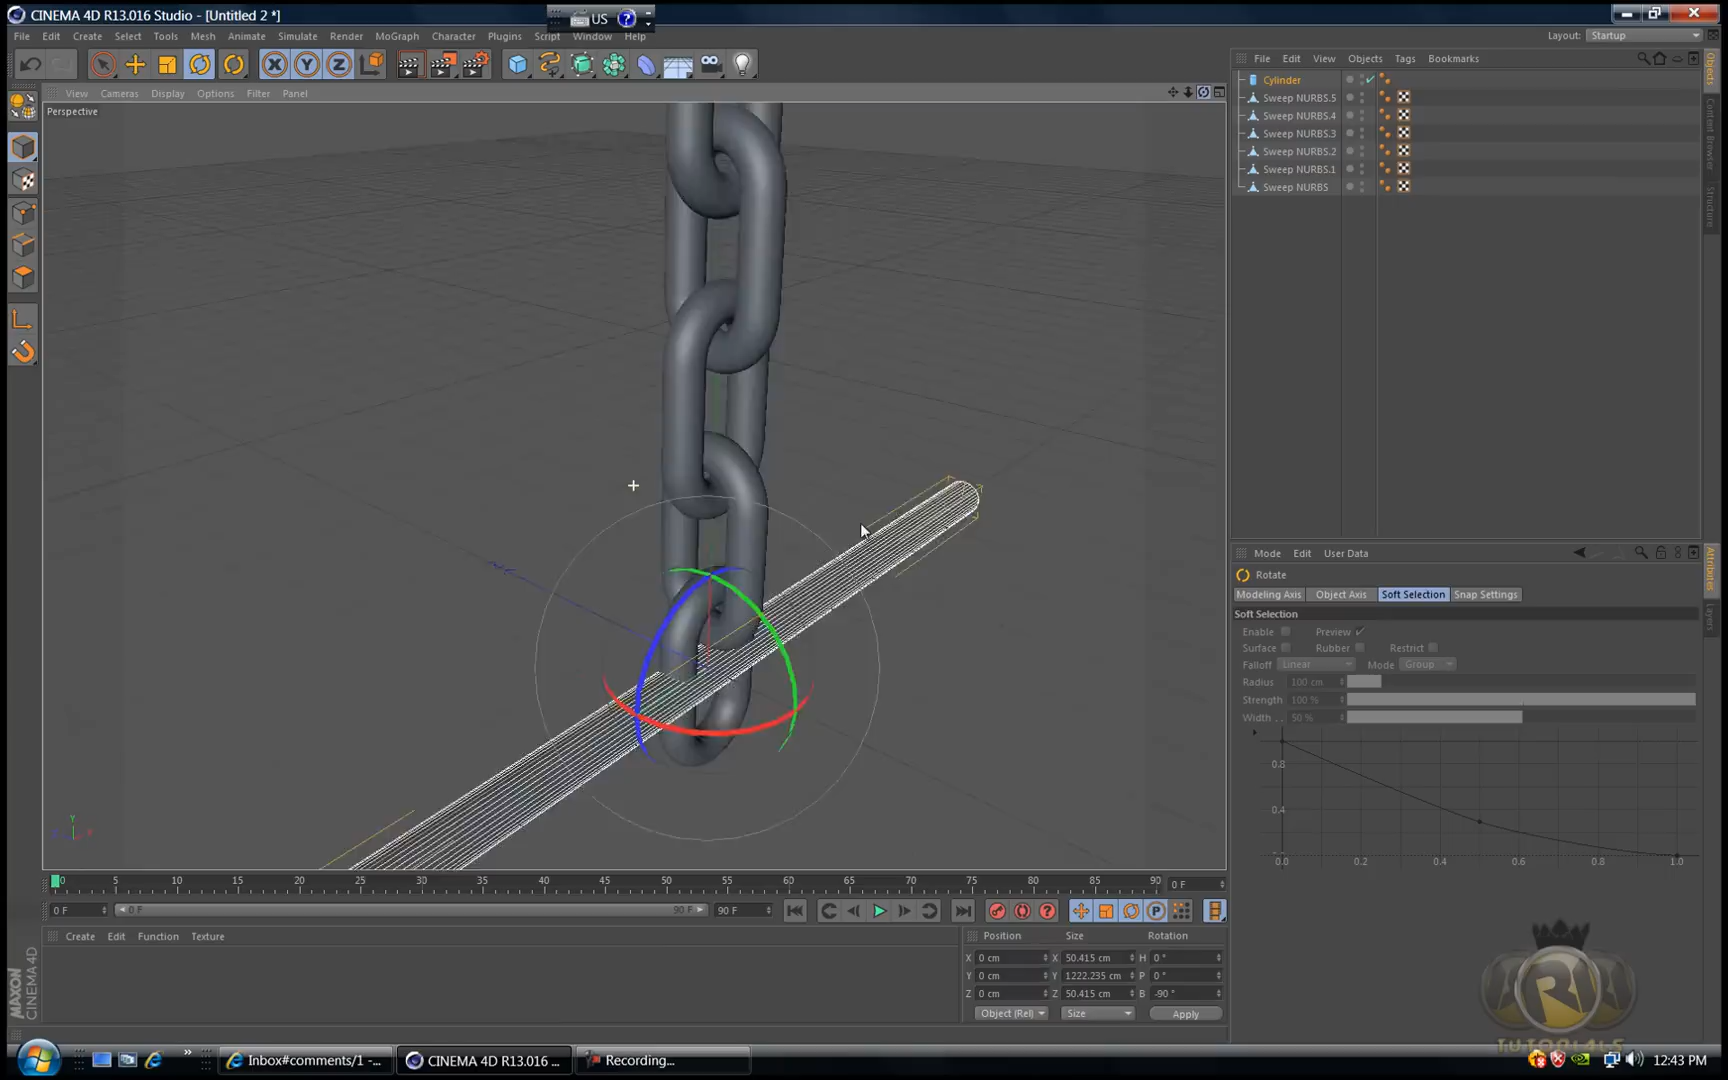 CINEMA 4D R13.016 Studio - [Untitled 2 *]
US
File Edit Create Select Tools Mesh Animate Simulate Render MoGraph Character Plugins Script Window Help
Layout: Startup
X Y Z
File Edit View Objects Tags Bookmarks
View Cameras Display Options Filter Panel
Perspective
Cylinder
Sweep NURBS.5
Sweep NURBS.4
Sweep NURBS.3
Sweep NURBS.2
Sweep NURBS.1
Sweep NURBS
Objects
Content Browser
Structure
Mode Edit User Data
Rotate
Modeling Axis Object Axis Soft Selection Snap Settings
Soft Selection
Enable Preview
Surface Rubber Restrict
Falloff Linear Mode Group
Radius 100 cm
Strength 100 %
Width . . 50 %
0.8
0.4
0.0 0.2 0.4 0.6 0.8 1.0
Attributes
Layers
Y
0 5 10 15 20 25 30 35 40 45 50 55 60 65 70 75 80 85 90 0 F
0 F 0 F 90 F 90 F
P
Create Edit Function Texture
Position Size Rotation
X 0 cm X 50.415 cm H 0 °
Y 0 cm Y 1222.235 cm P 0 °
Z 0 cm Z 50.415 cm B -90 °
Object (Rel) Size Apply
MAXON
CINEMA 4D
R
TUTOR14LS
Inbox#comments/1 -... CINEMA 4D R13.016 ... Recording... 12:43 PM